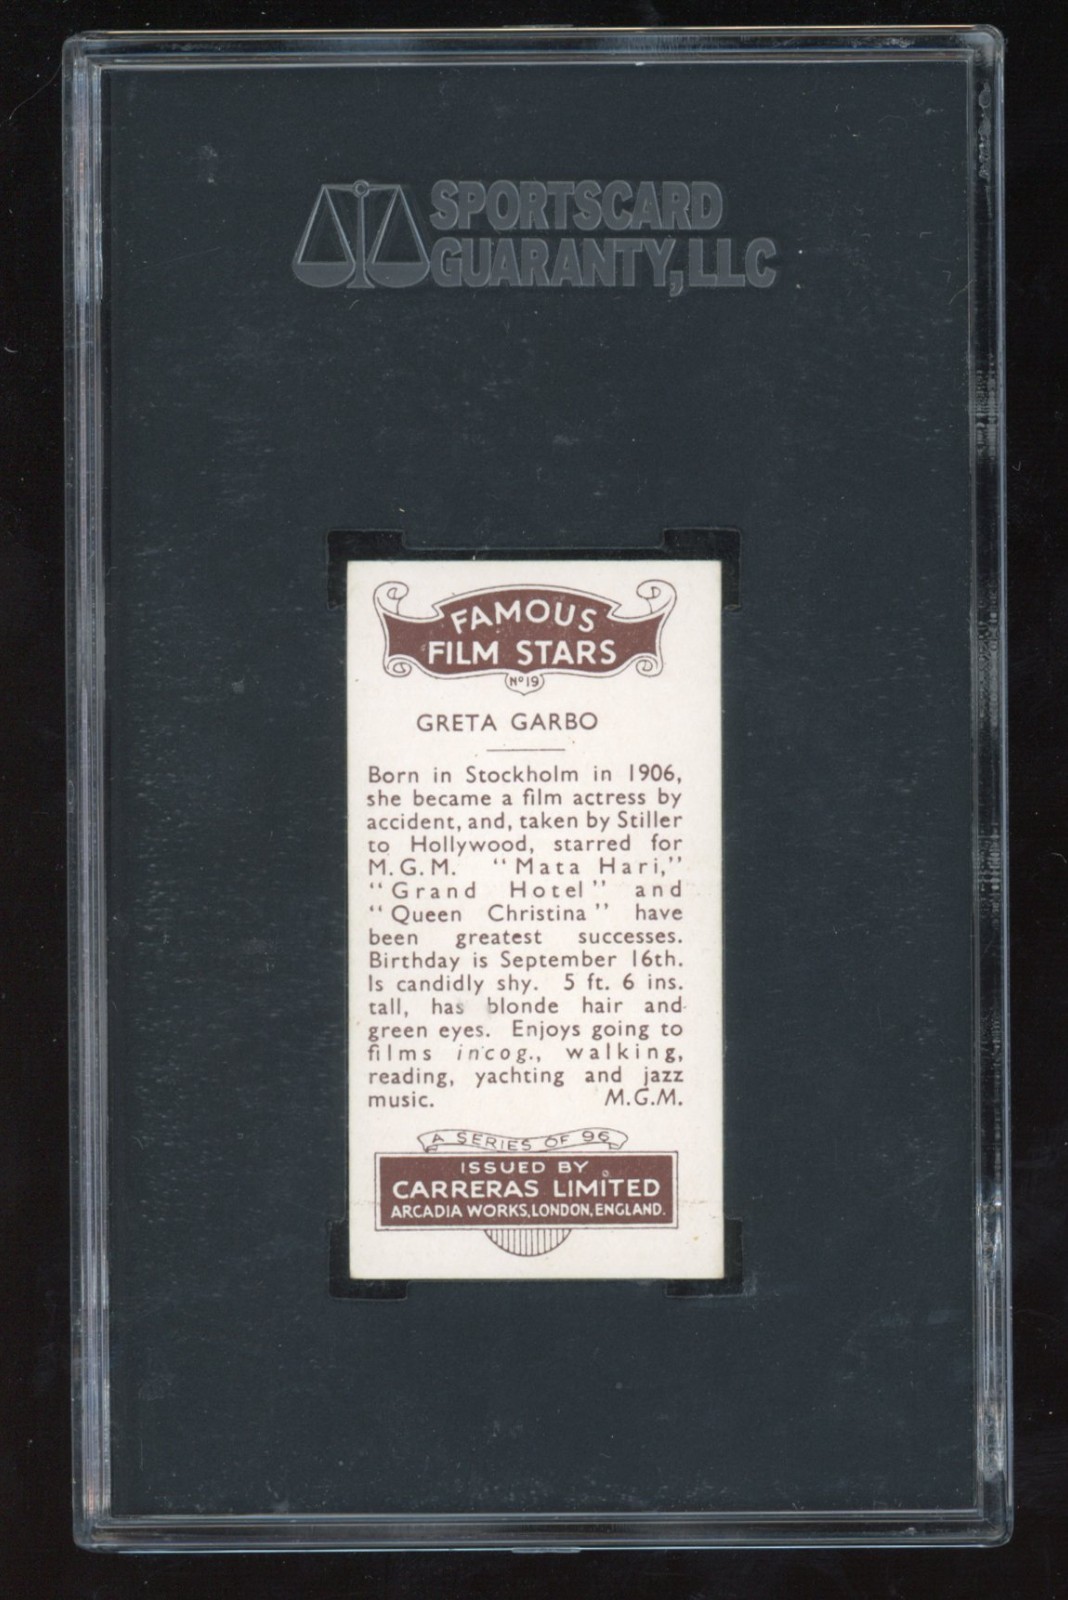 SPORTSCARD
GUARANTY, LLC
FAMOUS
FILM STARS
Nº 19
GRETA GARBO
Born in Stockholm in 1906,
she became a film actress by
accident, and, taken by Stiller
to Hollywood, starred for
M.G.M. "Mata Hari,"
"Grand Hotel" and
"Queen Christina" have
been greatest successes.
Birthday is September 16th.
Is candidly shy. 5 ft. 6 ins.
tall, has blonde hair and
green eyes. Enjoys going to
films incog., walking,
reading, yachting and jazz
music. M.G.M.
A SERIES OF 96
ISSUED BY
CARRERAS LIMITED
ARCADIA WORKS, LONDON, ENGLAND.